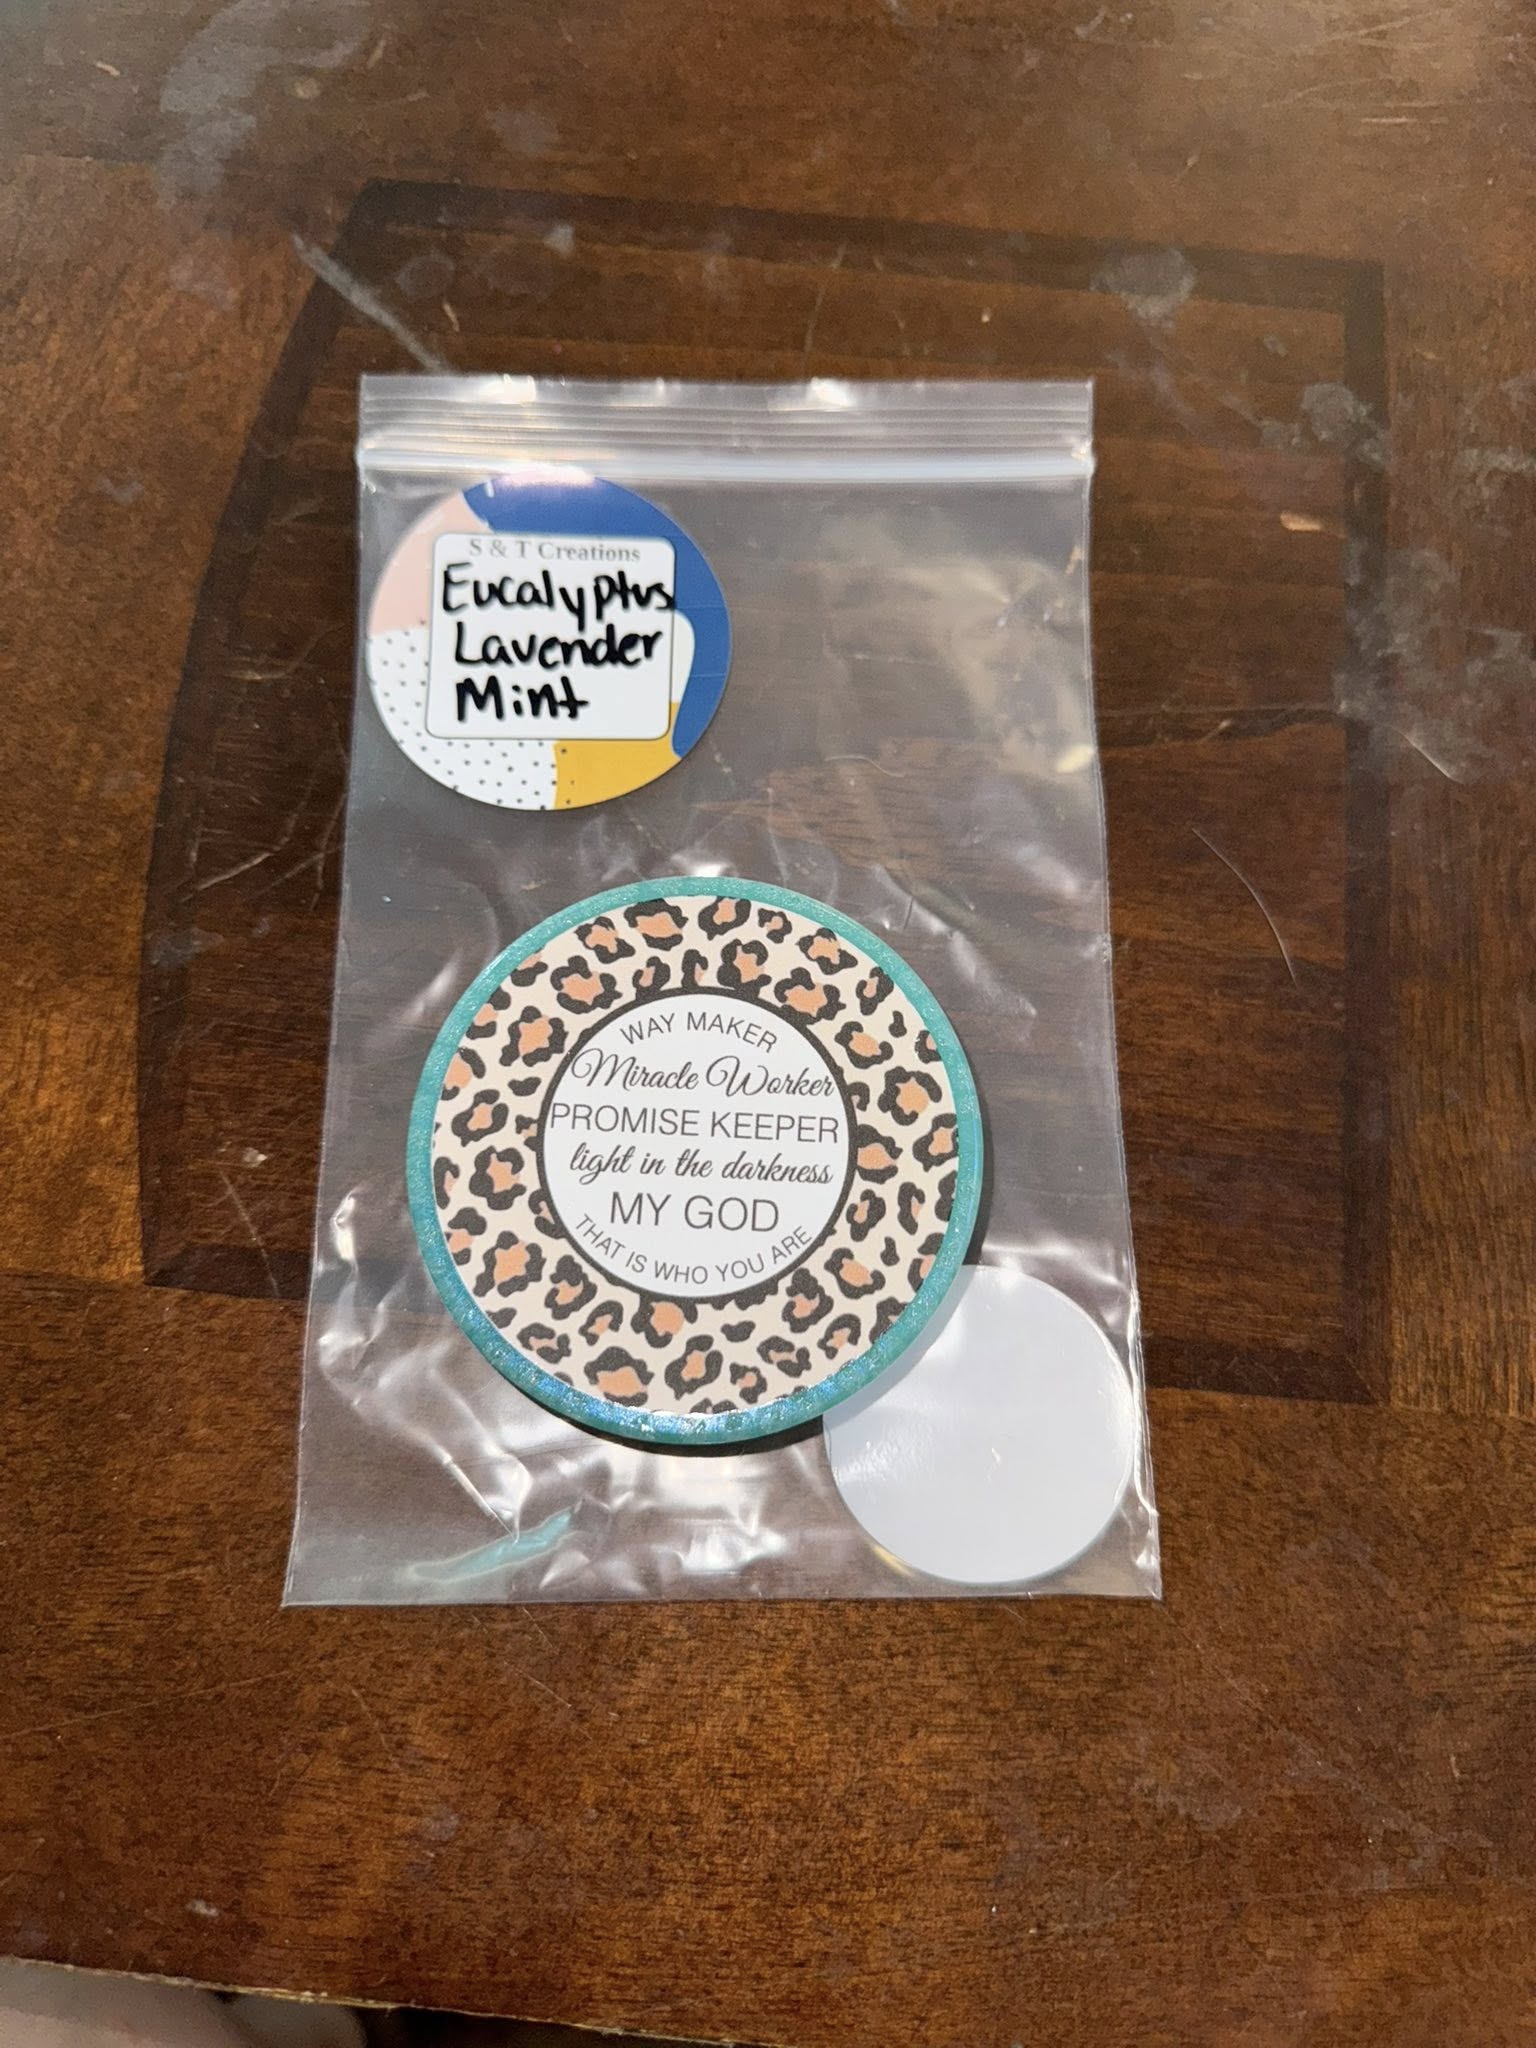 S & T Creations
Eucalyptus
Lavender
Mint
WAY MAKER
Miracle Worker
PROMISE KEEPER
light in the darkness
MY GOD
THAT IS WHO YOU ARE